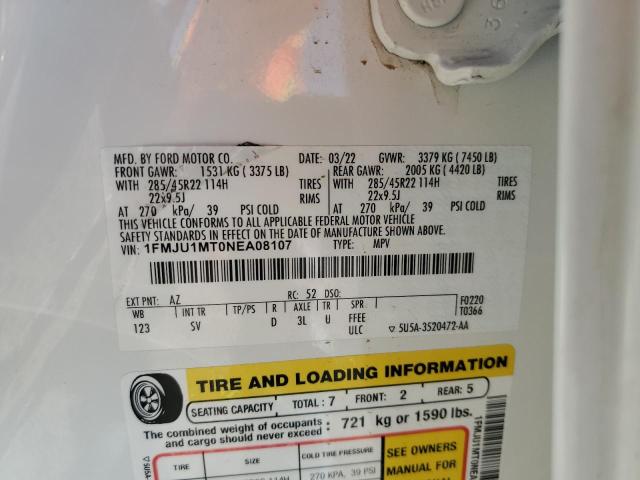 MFD. BY FORD MOTOR CO. DATE: 03/22 GVWR: 3379 KG ( 7450 LB)
FRONT GAWR: 1531 KG ( 3375 LB) REAR GAWR: 2005 KG ( 4420 LB)
WITH 285/45R22 114H TIRES WITH 285/45R22 114H TIRES
22x9.5J RIMS 22x9.5J RIMS
AT 270 kPa/ 39 PSI COLD AT 270 kPa/ 39 PSI COLD
THIS VEHICLE CONFORMS TO ALL APPLICABLE FEDERAL MOTOR VEHICLE
SAFETY STANDARDS IN EFFECT ON THE DATE OF MANUFACTURE SHOWN ABOVE.
VIN: 1FMJU1MT0NEA08107 TYPE: MPV
EXT PNT: AZ RC: 52 DSO:
WB INT TR TP/PS R AXLE TR SPR F0220
123 SV D 3L U FFEE T0366
ULC ▽ 5U5A-3520472-AA
TIRE AND LOADING INFORMATION
SEATING CAPACITY TOTAL: 7 FRONT: 2 REAR: 5
The combined weight of occupants and cargo should never exceed: 721 kg or 1590 lbs.
TIRE SIZE COLD TIRE PRESSURE SEE OWNERS
114H 270 KPA, 39 PSI MANUAL FOR
1FMJU1MT0NEA